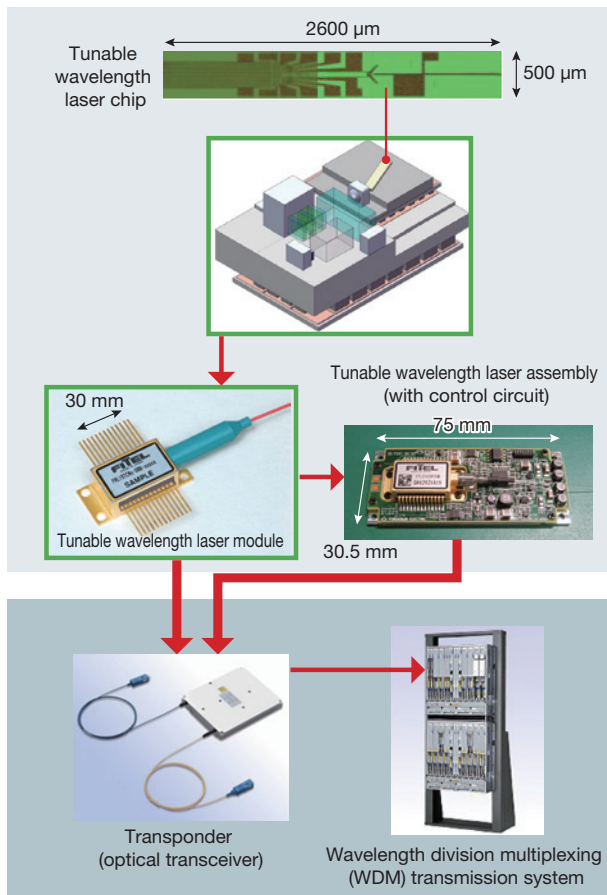 2600 µm
Tunable
wavelength
laser chip
500 µm
Tunable wavelength laser assembly
(with control circuit)
30 mm
75 mm
FITEL
SAMPLE
FITEL
Tunable wavelength laser module
30.5 mm
Transponder
(optical transceiver)
Wavelength division multiplexing
(WDM) transmission system